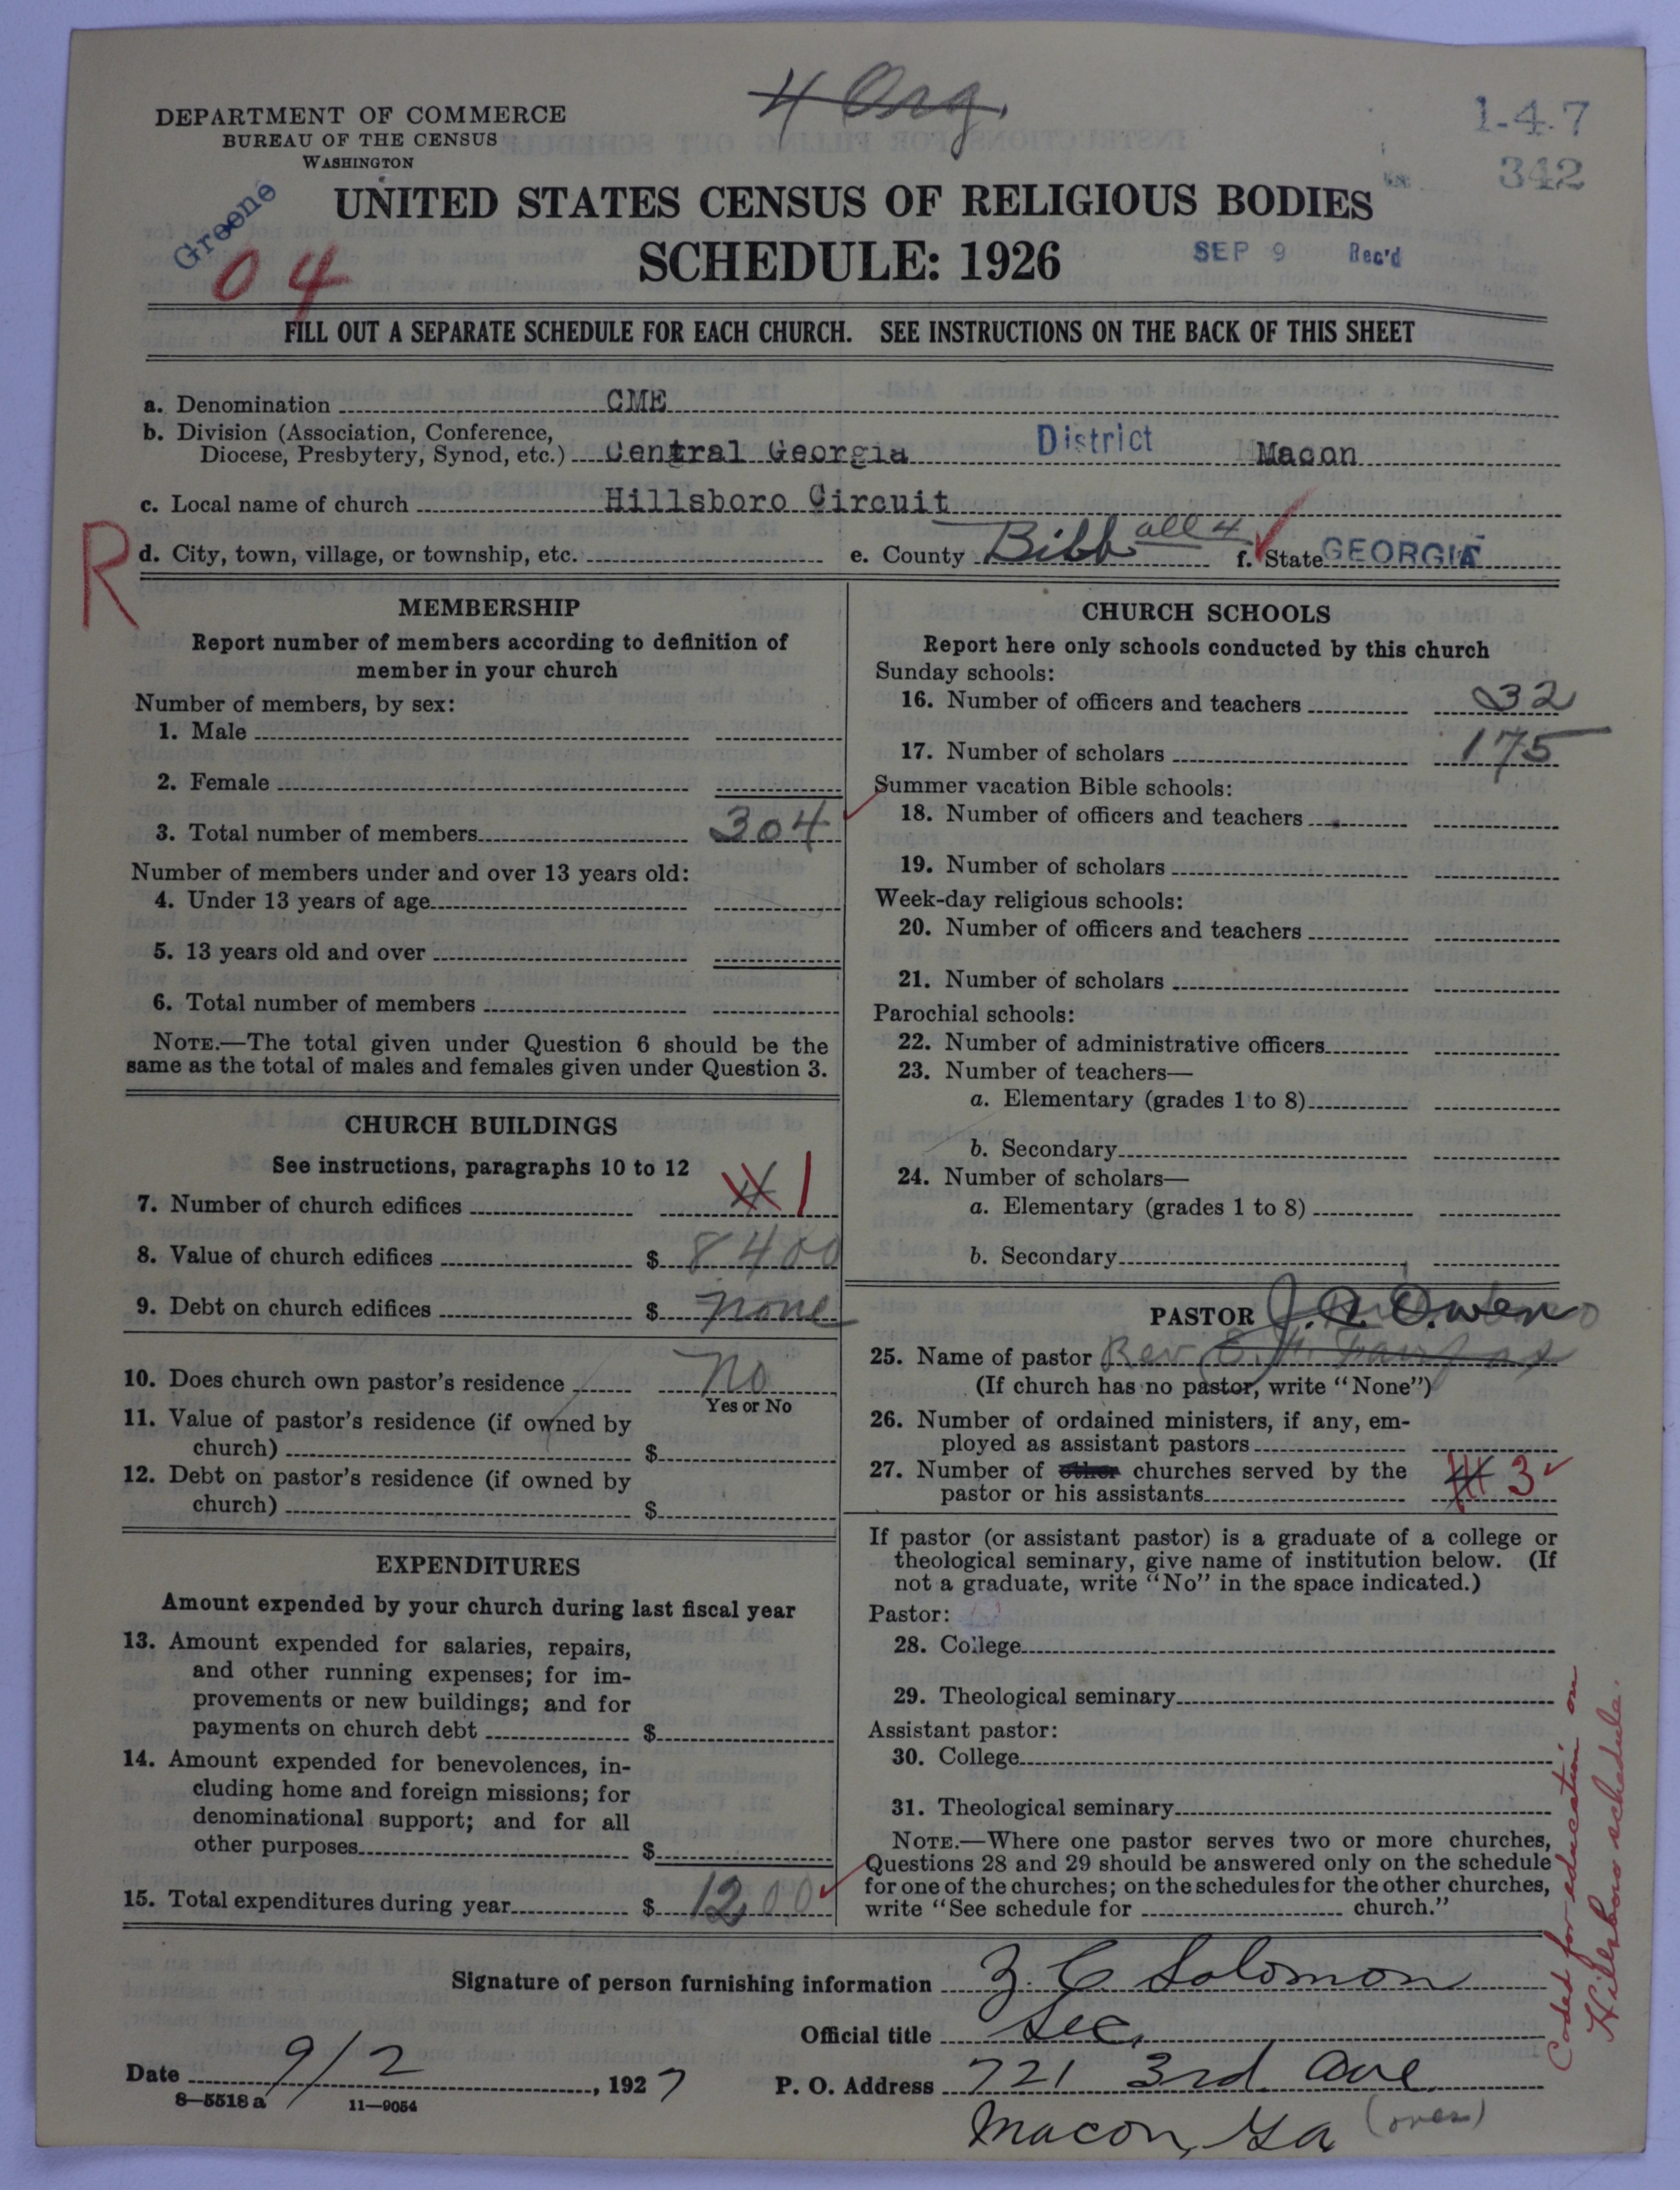 4 Org.
DEPARTMENT OF COMMERCE
BUREAU OF THE CENSUS
WASHINGTON
1-4-7
342
Greene
04
UNITED STATES CENSUS OF RELIGIOUS BODIES
SCHEDULE: 1926
SEP 9 Rec'd
FILL OUT A SEPARATE SCHEDULE FOR EACH CHURCH. SEE INSTRUCTIONS ON THE BACK OF THIS SHEET
a. Denomination CME
b. Division (Association, Conference,
Diocese, Presbytery, Synod, etc.) Central Georgia District Macon
c. Local name of church Hillsboro Circuit
R
d. City, town, village, or township, etc. e. County Bibb all 4 f. State GEORGIA
MEMBERSHIP
Report number of members according to definition of
member in your church
Number of members, by sex:
1. Male
2. Female
3. Total number of members 304
Number of members under and over 13 years old:
4. Under 13 years of age
5. 13 years old and over
6. Total number of members
NOTE.—The total given under Question 6 should be the
same as the total of males and females given under Question 3.
CHURCH BUILDINGS
See instructions, paragraphs 10 to 12
7. Number of church edifices 4 1
8. Value of church edifices $ 8400
9. Debt on church edifices $ none
10. Does church own pastor's residence No
Yes or No
11. Value of pastor's residence (if owned by
church) $
12. Debt on pastor's residence (if owned by
church) $
EXPENDITURES
Amount expended by your church during last fiscal year
13. Amount expended for salaries, repairs,
and other running expenses; for im-
provements or new buildings; and for
payments on church debt $
14. Amount expended for benevolences, in-
cluding home and foreign missions; for
denominational support; and for all
other purposes $
15. Total expenditures during year $ 1200
CHURCH SCHOOLS
Report here only schools conducted by this church
Sunday schools:
16. Number of officers and teachers 32
17. Number of scholars 175
Summer vacation Bible schools:
18. Number of officers and teachers
19. Number of scholars
Week-day religious schools:
20. Number of officers and teachers
21. Number of scholars
Parochial schools:
22. Number of administrative officers
23. Number of teachers—
a. Elementary (grades 1 to 8)
b. Secondary
24. Number of scholars—
a. Elementary (grades 1 to 8)
b. Secondary
PASTOR J. A. Owens
25. Name of pastor Rev E. H. Fairfax
(If church has no pastor, write "None")
26. Number of ordained ministers, if any, em-
ployed as assistant pastors
27. Number of other churches served by the
pastor or his assistants 4 3
If pastor (or assistant pastor) is a graduate of a college or
theological seminary, give name of institution below. (If
not a graduate, write "No" in the space indicated.)
Pastor:
28. College
29. Theological seminary
Assistant pastor:
30. College
31. Theological seminary
NOTE.—Where one pastor serves two or more churches,
Questions 28 and 29 should be answered only on the schedule
for one of the churches; on the schedules for the other churches,
write "See schedule for church."
Coded for education on
Hillsboro schedule.
Signature of person furnishing information Z. C. Solomon
Official title Sec.
Date 9/2, 1927 P. O. Address 721 3rd Ave
8-5518 a 11—9054
Macon, Ga (over)